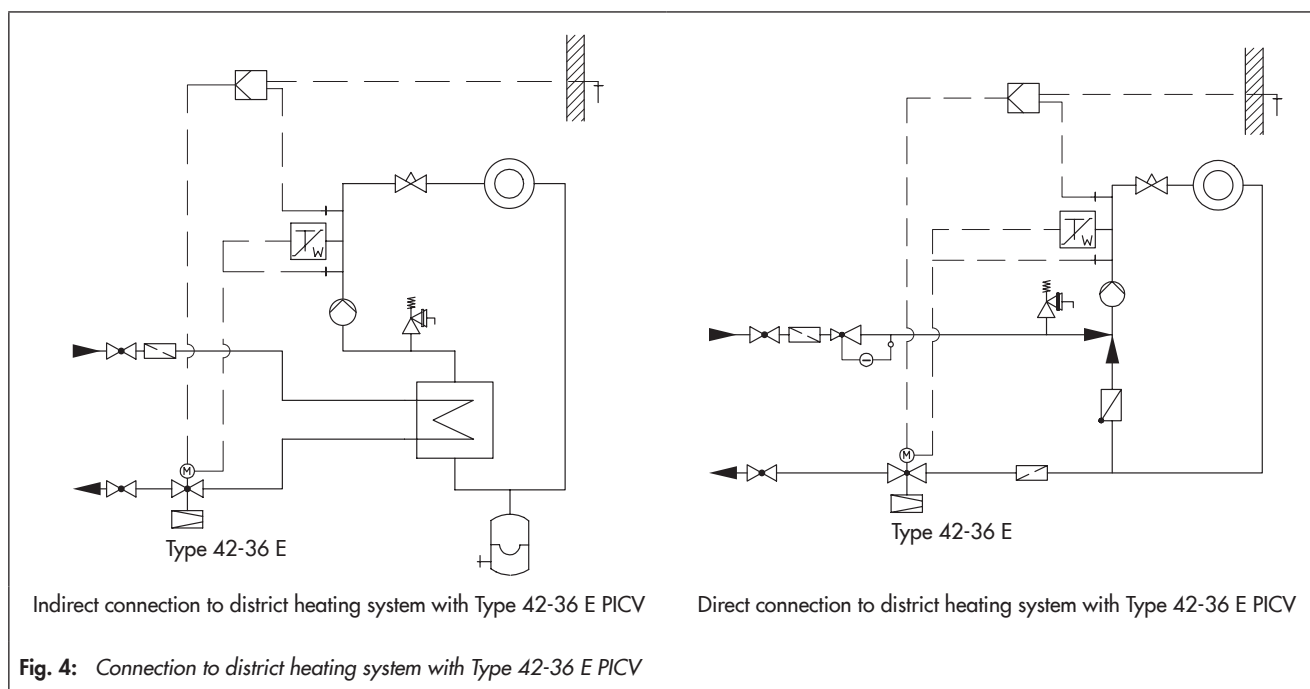 T W
M
Type 42-36 E
Indirect connection to district heating system with Type 42-36 E PICV
T W
M
Type 42-36 E
Direct connection to district heating system with Type 42-36 E PICV
Fig. 4: Connection to district heating system with Type 42-36 E PICV